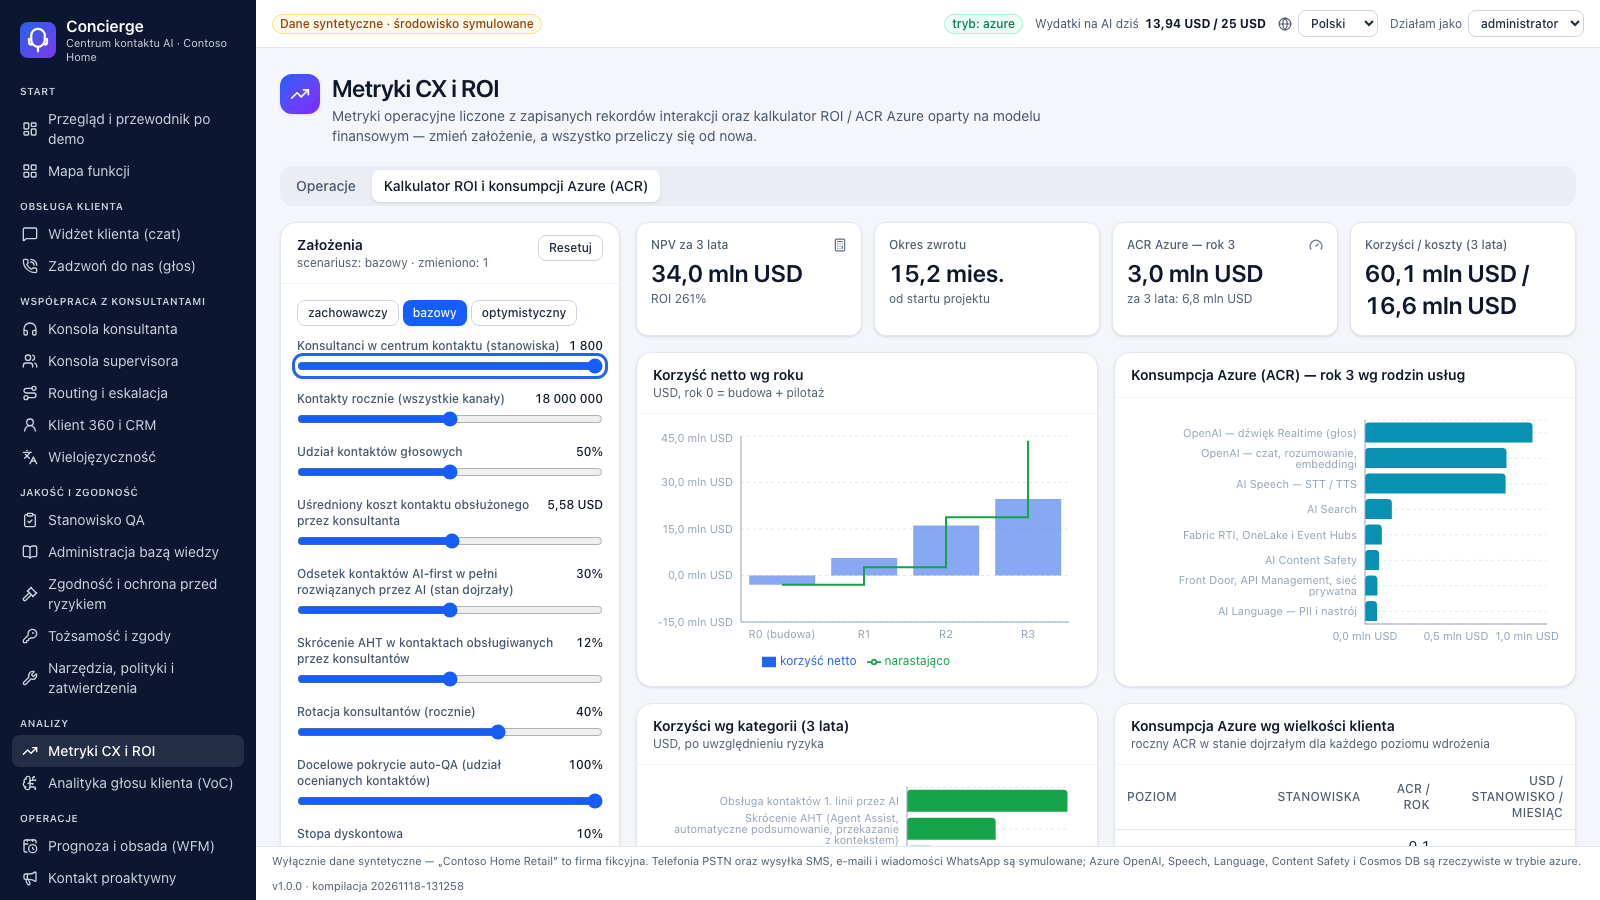 Concierge
Centrum kontaktu AI · Contoso
Home
START
Przegląd i przewodnik po
demo
Mapa funkcji
OBSŁUGA KLIENTA
Widżet klienta (czat)
Zadzwoń do nas (głos)
WSPÓŁPRACA Z KONSULTANTAMI
Konsola konsultanta
Konsola supervisora
Routing i eskalacja
Klient 360 i CRM
Wielojęzyczność
JAKOŚĆ I ZGODNOŚĆ
Stanowisko QA
Administracja bazą wiedzy
Zgodność i ochrona przed
ryzykiem
Tożsamość i zgody
Narzędzia, polityki i
zatwierdzenia
ANALIZY
Metryki CX i ROI
Analityka głosu klienta (VoC)
OPERACJE
Prognoza i obsada (WFM)
Kontakt proaktywny
Dane syntetyczne · środowisko symulowane
tryb: azure
Wydatki na AI dziś 13,94 USD / 25 USD
Polski
Działam jako
administrator
Metryki CX i ROI
Metryki operacyjne liczone z zapisanych rekordów interakcji oraz kalkulator ROI / ACR Azure oparty na modelu
finansowym — zmień założenie, a wszystko przeliczy się od nowa.
Operacje
Kalkulator ROI i konsumpcji Azure (ACR)
Założenia
scenariusz: bazowy · zmieniono: 1
Resetuj
zachowawczy
bazowy
optymistyczny
Konsultanci w centrum kontaktu (stanowiska) 1 800
Kontakty rocznie (wszystkie kanały) 18 000 000
Udział kontaktów głosowych 50%
Uśredniony koszt kontaktu obsłużonego 5,58 USD
przez konsultanta
Odsetek kontaktów AI-first w pełni 30%
rozwiązanych przez AI (stan dojrzały)
Skrócenie AHT w kontaktach obsługiwanych 12%
przez konsultantów
Rotacja konsultantów (rocznie) 40%
Docelowe pokrycie auto-QA (udział 100%
ocenianych kontaktów)
Stopa dyskontowa 10%
NPV za 3 lata
34,0 mln USD
ROI 261%
Okres zwrotu
15,2 mies.
od startu projektu
ACR Azure — rok 3
3,0 mln USD
za 3 lata: 6,8 mln USD
Korzyści / koszty (3 lata)
60,1 mln USD /
16,6 mln USD
Korzyść netto wg roku
USD, rok 0 = budowa + pilotaż
45,0 mln USD
30,0 mln USD
15,0 mln USD
0,0 mln USD
-15,0 mln USD
R0 (budowa) R1 R2 R3
korzyść netto narastająco
Konsumpcja Azure (ACR) — rok 3 wg rodzin usług
OpenAI — dźwięk Realtime (głos)
OpenAI — czat, rozumowanie,
embeddingi
AI Speech — STT / TTS
AI Search
Fabric RTI, OneLake i Event Hubs
AI Content Safety
Front Door, API Management, sieć
prywatna
AI Language — PII i nastrój
0,0 mln USD 0,5 mln USD 1,0 mln USD
Korzyści wg kategorii (3 lata)
USD, po uwzględnieniu ryzyka
Obsługa kontaktów 1. linii przez AI
Skrócenie AHT (Agent Assist,
automatyczne podsumowanie, przekazanie
z kontekstem)
Konsumpcja Azure wg wielkości klienta
roczny ACR w stanie dojrzałym dla każdego poziomu wdrożenia
POZIOM STANOWISKA ACR / ROK USD / STANOWISKO / MIESIĄC
Wyłącznie dane syntetyczne — „Contoso Home Retail” to firma fikcyjna. Telefonia PSTN oraz wysyłka SMS, e-maili i wiadomości WhatsApp są symulowane; Azure OpenAI, Speech, Language, Content Safety i Cosmos DB są rzeczywiste w trybie azure.
v1.0.0 · kompilacja 20261118-131258